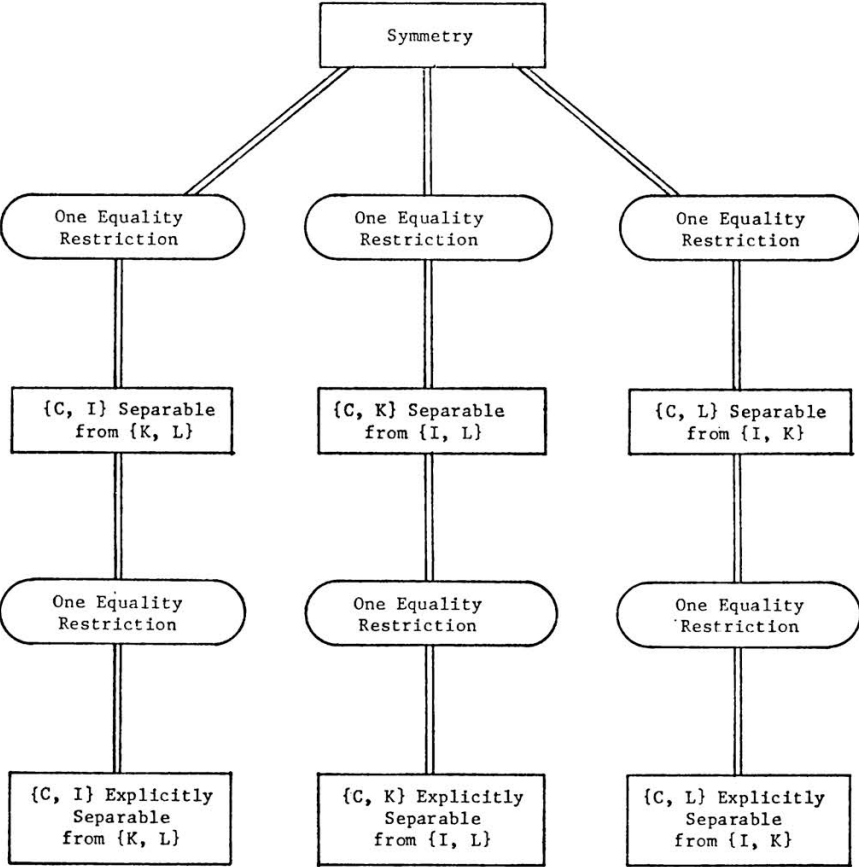 Symmetry
One Equality
Restriction
One Equality
Restriction
One Equality
Restriction
{C, I} Separable
from {K, L}
{C, K} Separable
from {I, L}
{C, L} Separable
from {I, K}
One Equality
Restriction
One Equality
Restriction
One Equality
Restriction
{C, I} Explicitly
Separable
from {K, L}
{C, K} Explicitly
Separable
from {I, L}
{C, L} Explicitly
Separable
from {I, K}